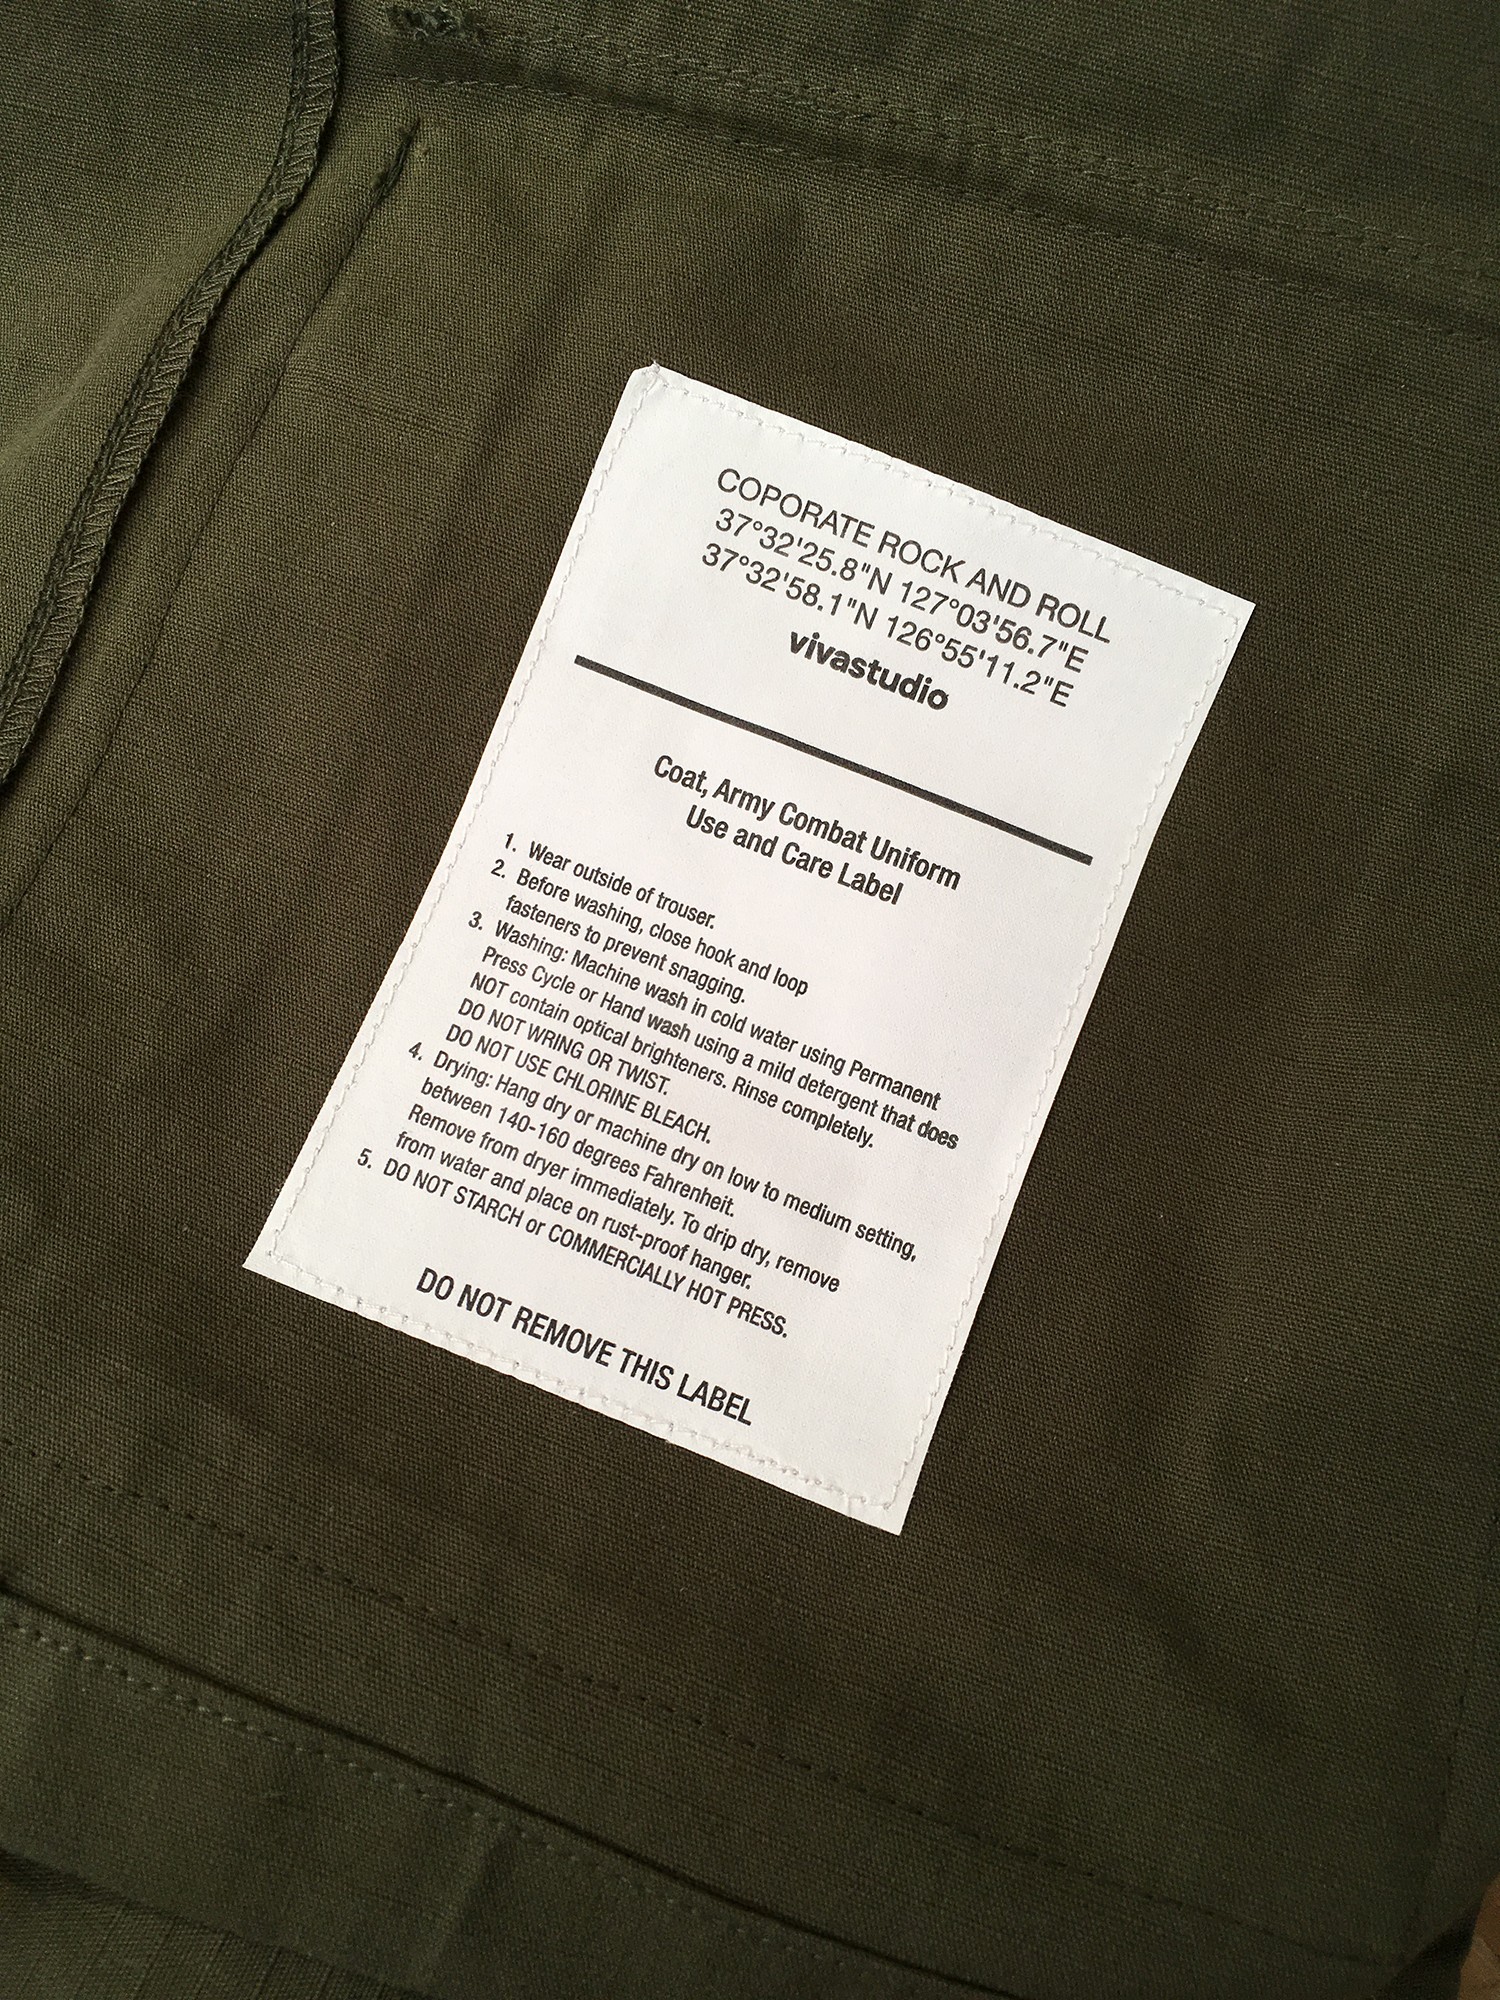 COPORATE ROCK AND ROLL
37°32'25.8"N 127°03'56.7"E
37°32'58.1"N 126°55'11.2"E
vivastudio
Coat, Army Combat Uniform
Use and Care Label
1. Wear outside of trouser.
2. Before washing, close hook and loop
fasteners to prevent snagging.
3. Washing: Machine wash in cold water using Permanent
Press Cycle or Hand wash using a mild detergent that does
NOT contain optical brighteners. Rinse completely.
DO NOT WRING OR TWIST.
DO NOT USE CHLORINE BLEACH.
4. Drying: Hang dry or machine dry on low to medium setting,
between 140-160 degrees Fahrenheit.
Remove from dryer immediately. To drip dry, remove
from water and place on rust-proof hanger.
5. DO NOT STARCH or COMMERCIALLY HOT PRESS.
DO NOT REMOVE THIS LABEL